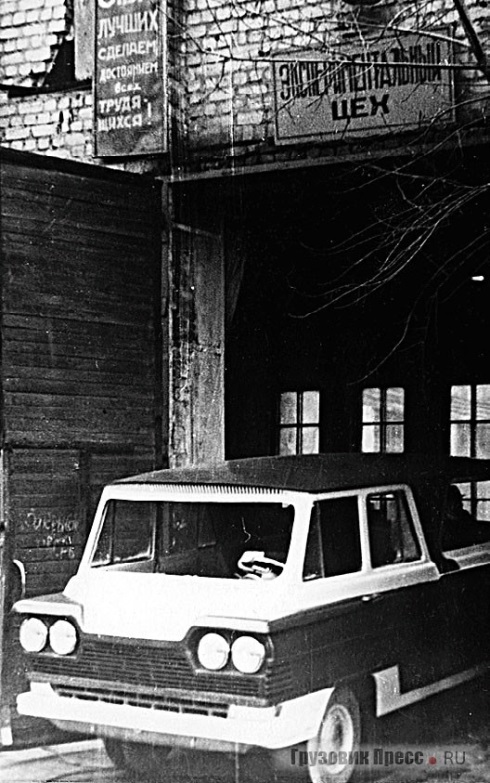 ЛУЧШИХ
СДЕЛАЕМ
ДОСТОЯНИЕМ
всех
ТРУДЯ
ЩИХСЯ!
ЭКСПЕРИМЕНТАЛЬНЫЙ
ЦЕХ
Грузовик Пресс.RU